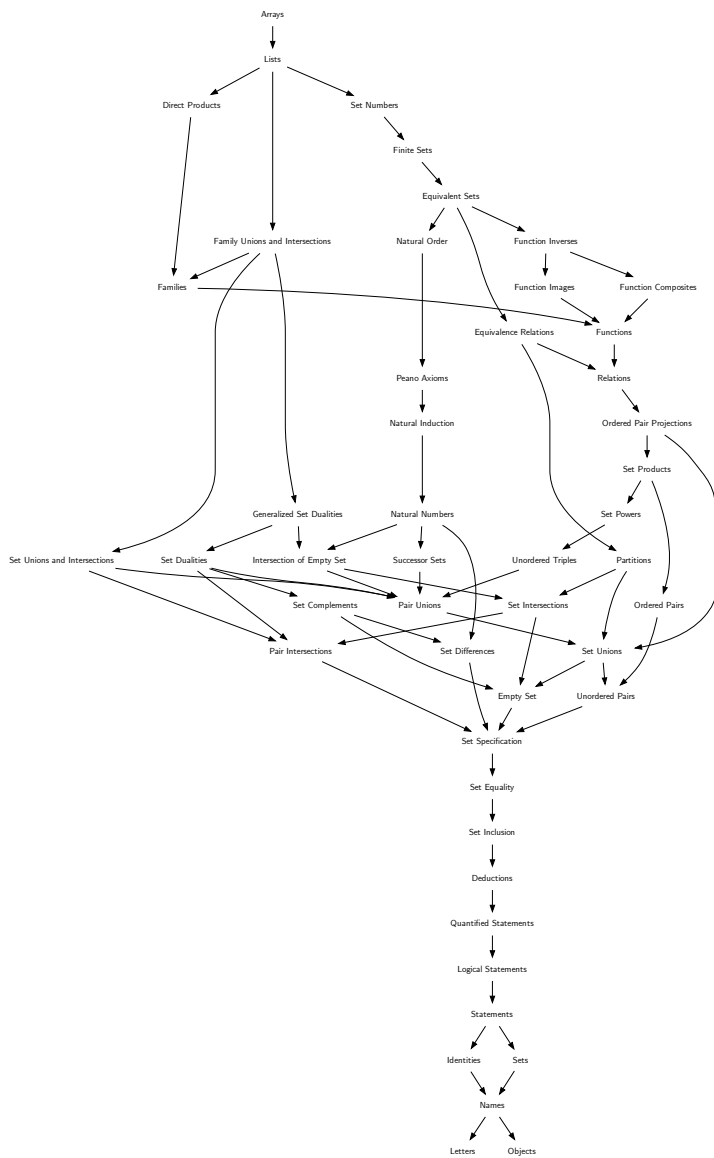 Arrays
Lists
Direct Products
Set Numbers
Finite Sets
Equivalent Sets
Family Unions and Intersections
Natural Order
Function Inverses
Families
Function Images
Function Composites
Equivalence Relations
Functions
Peano Axioms
Relations
Natural Induction
Ordered Pair Projections
Set Products
Generalized Set Dualities
Natural Numbers
Set Powers
Set Unions and Intersections
Set Dualities
Intersection of Empty Set
Successor Sets
Unordered Triples
Partitions
Set Complements
Pair Unions
Set Intersections
Ordered Pairs
Pair Intersections
Set Differences
Set Unions
Empty Set
Unordered Pairs
Set Specification
Set Equality
Set Inclusion
Deductions
Quantified Statements
Logical Statements
Statements
Identities
Sets
Names
Letters
Objects